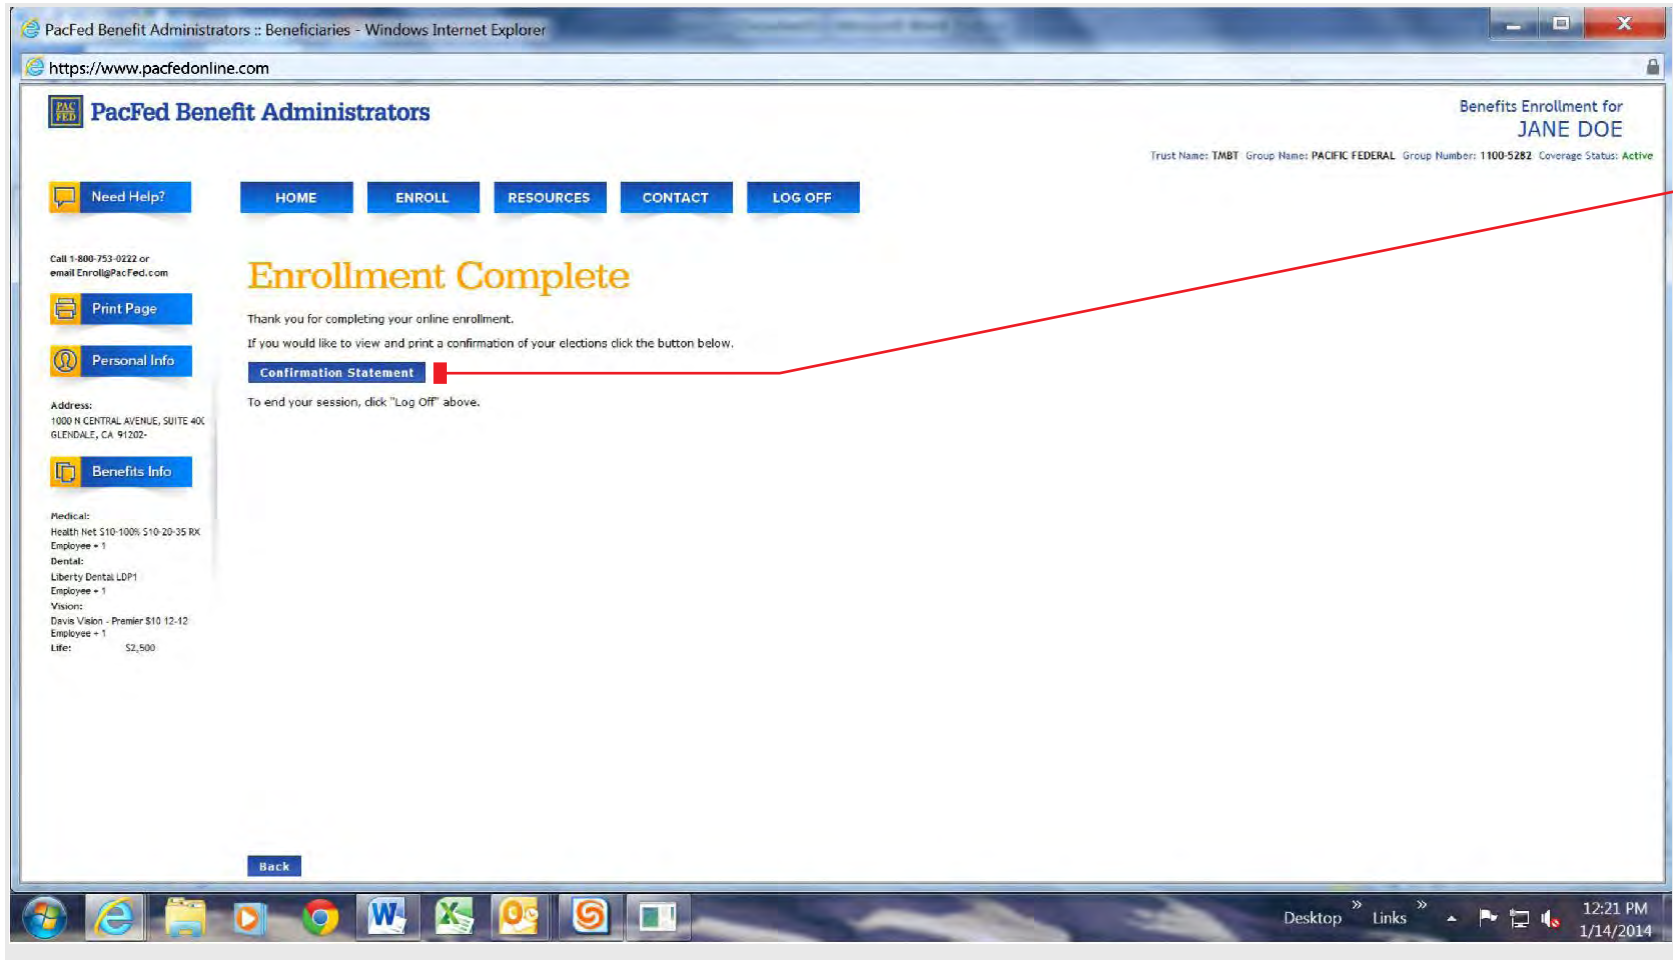 PacFed Benefit Administrators :: Beneficiaries - Windows Internet Explorer
https://www.pacfedonline.com
PAC FED
PacFed Benefit Administrators
Benefits Enrollment for
JANE DOE
Trust Name: TMBT Group Name: PACIFIC FEDERAL Group Number: 1100-5282 Coverage Status: Active
Need Help?
HOME
ENROLL
RESOURCES
CONTACT
LOG OFF
Call 1-800-753-0222 or
email Enroll@PacFed.com
Print Page
Personal Info
Address:
1000 N CENTRAL AVENUE, SUITE 400
GLENDALE, CA 91202-
Benefits Info
Medical:
Health Net $10-100% $10-20-35 RX
Employee + 1
Dental:
Liberty Dental LDP1
Employee + 1
Vision:
Davis Vision - Premier $10 12-12
Employee + 1
Life: $2,500
Enrollment Complete
Thank you for completing your online enrollment.
If you would like to view and print a confirmation of your elections click the button below.
Confirmation Statement
To end your session, click "Log Off" above.
Back
Desktop » Links »
12:21 PM
1/14/2014